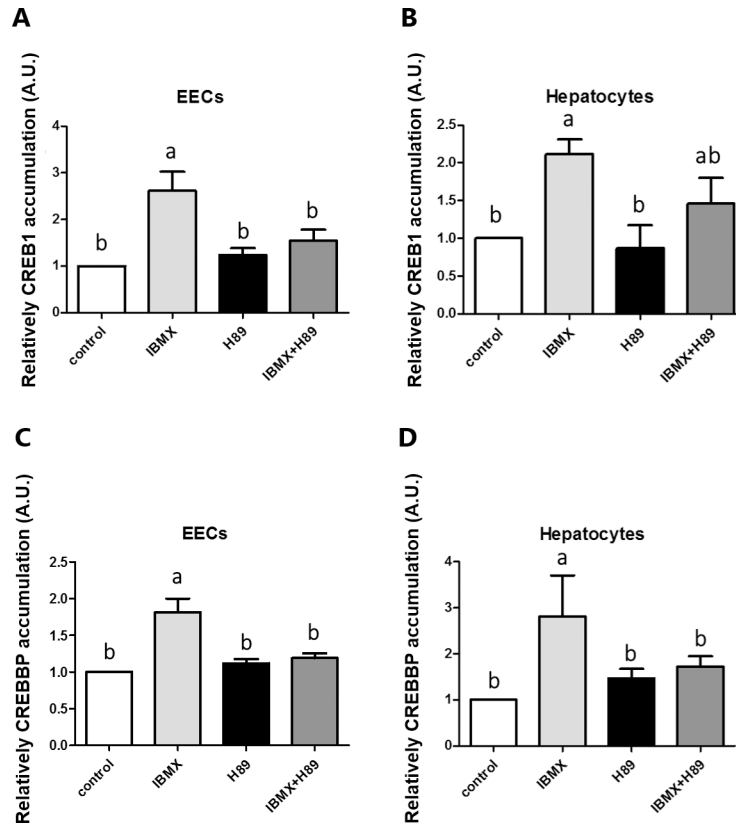 A
Relatively CREB1 accumulation (A.U.)
EECs
4
3
2
1
0
b
a
b
b
control
IBMX
H89
IBMX+H89
B
Relatively CREB1 accumulation (A.U.)
Hepatocytes
2.5
2.0
1.5
1.0
0.5
0.0
b
a
b
ab
control
IBMX
H89
IBMX+H89
C
Relatively CREBBP accumulation (A.U.)
EECs
2.5
2.0
1.5
1.0
0.5
0.0
b
a
b
b
control
IBMX
H89
IBMX+H89
D
Relatively CREBBP accumulation (A.U.)
Hepatocytes
4
3
2
1
0
b
a
b
b
control
IBMX
H89
IBMX+H89